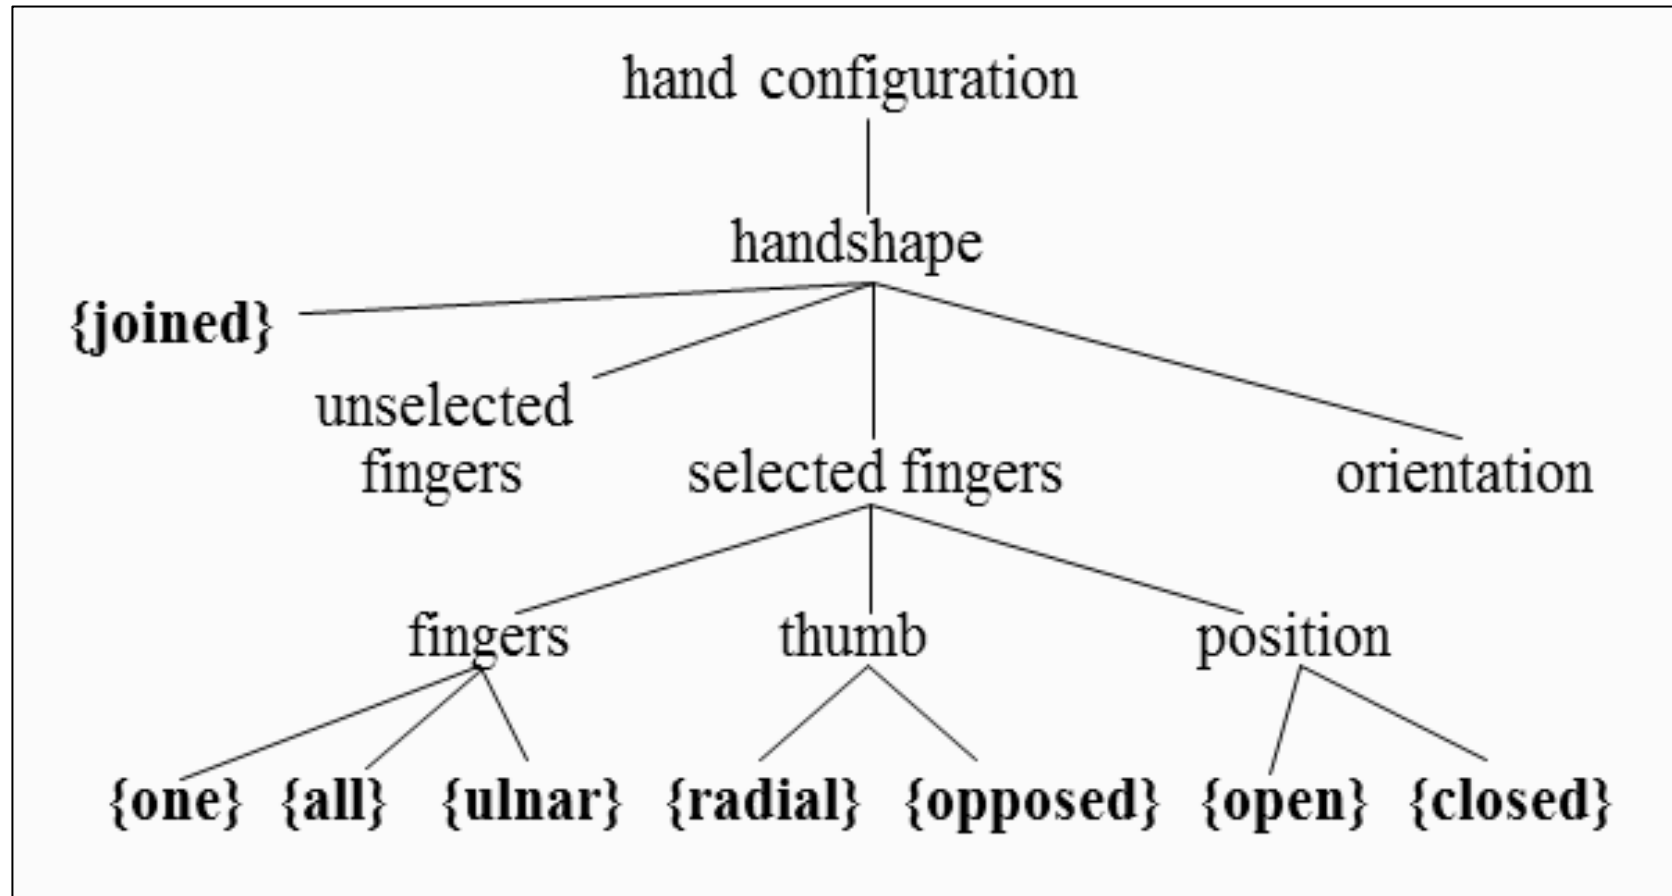 hand configuration
handshape
{joined}
unselected
fingers
selected fingers
orientation
fingers
thumb
position
{one}
{all}
{ulnar}
{radial}
{opposed}
{open}
{closed}